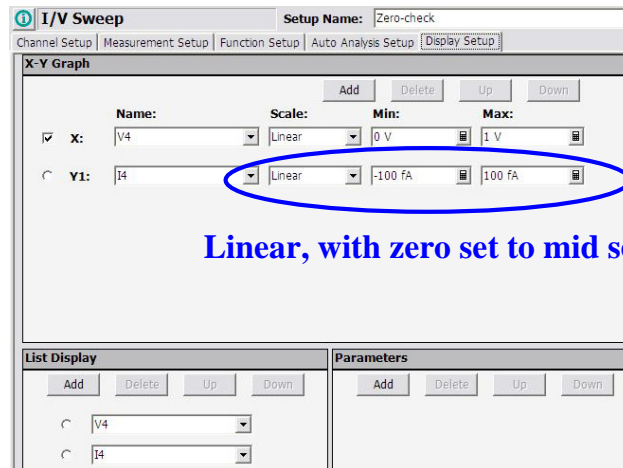 I/V Sweep Setup Name: Zero-check
Channel Setup Measurement Setup Function Setup Auto Analysis Setup Display Setup
X-Y Graph
Add Delete Up Down
Name: Scale: Min: Max:
X: V4 Linear 0 V 1 V
Y1: I4 Linear -100 fA 100 fA
Linear, with zero set to mid
List Display Parameters
Add Delete Up Down Add Delete Up Down
V4
I4